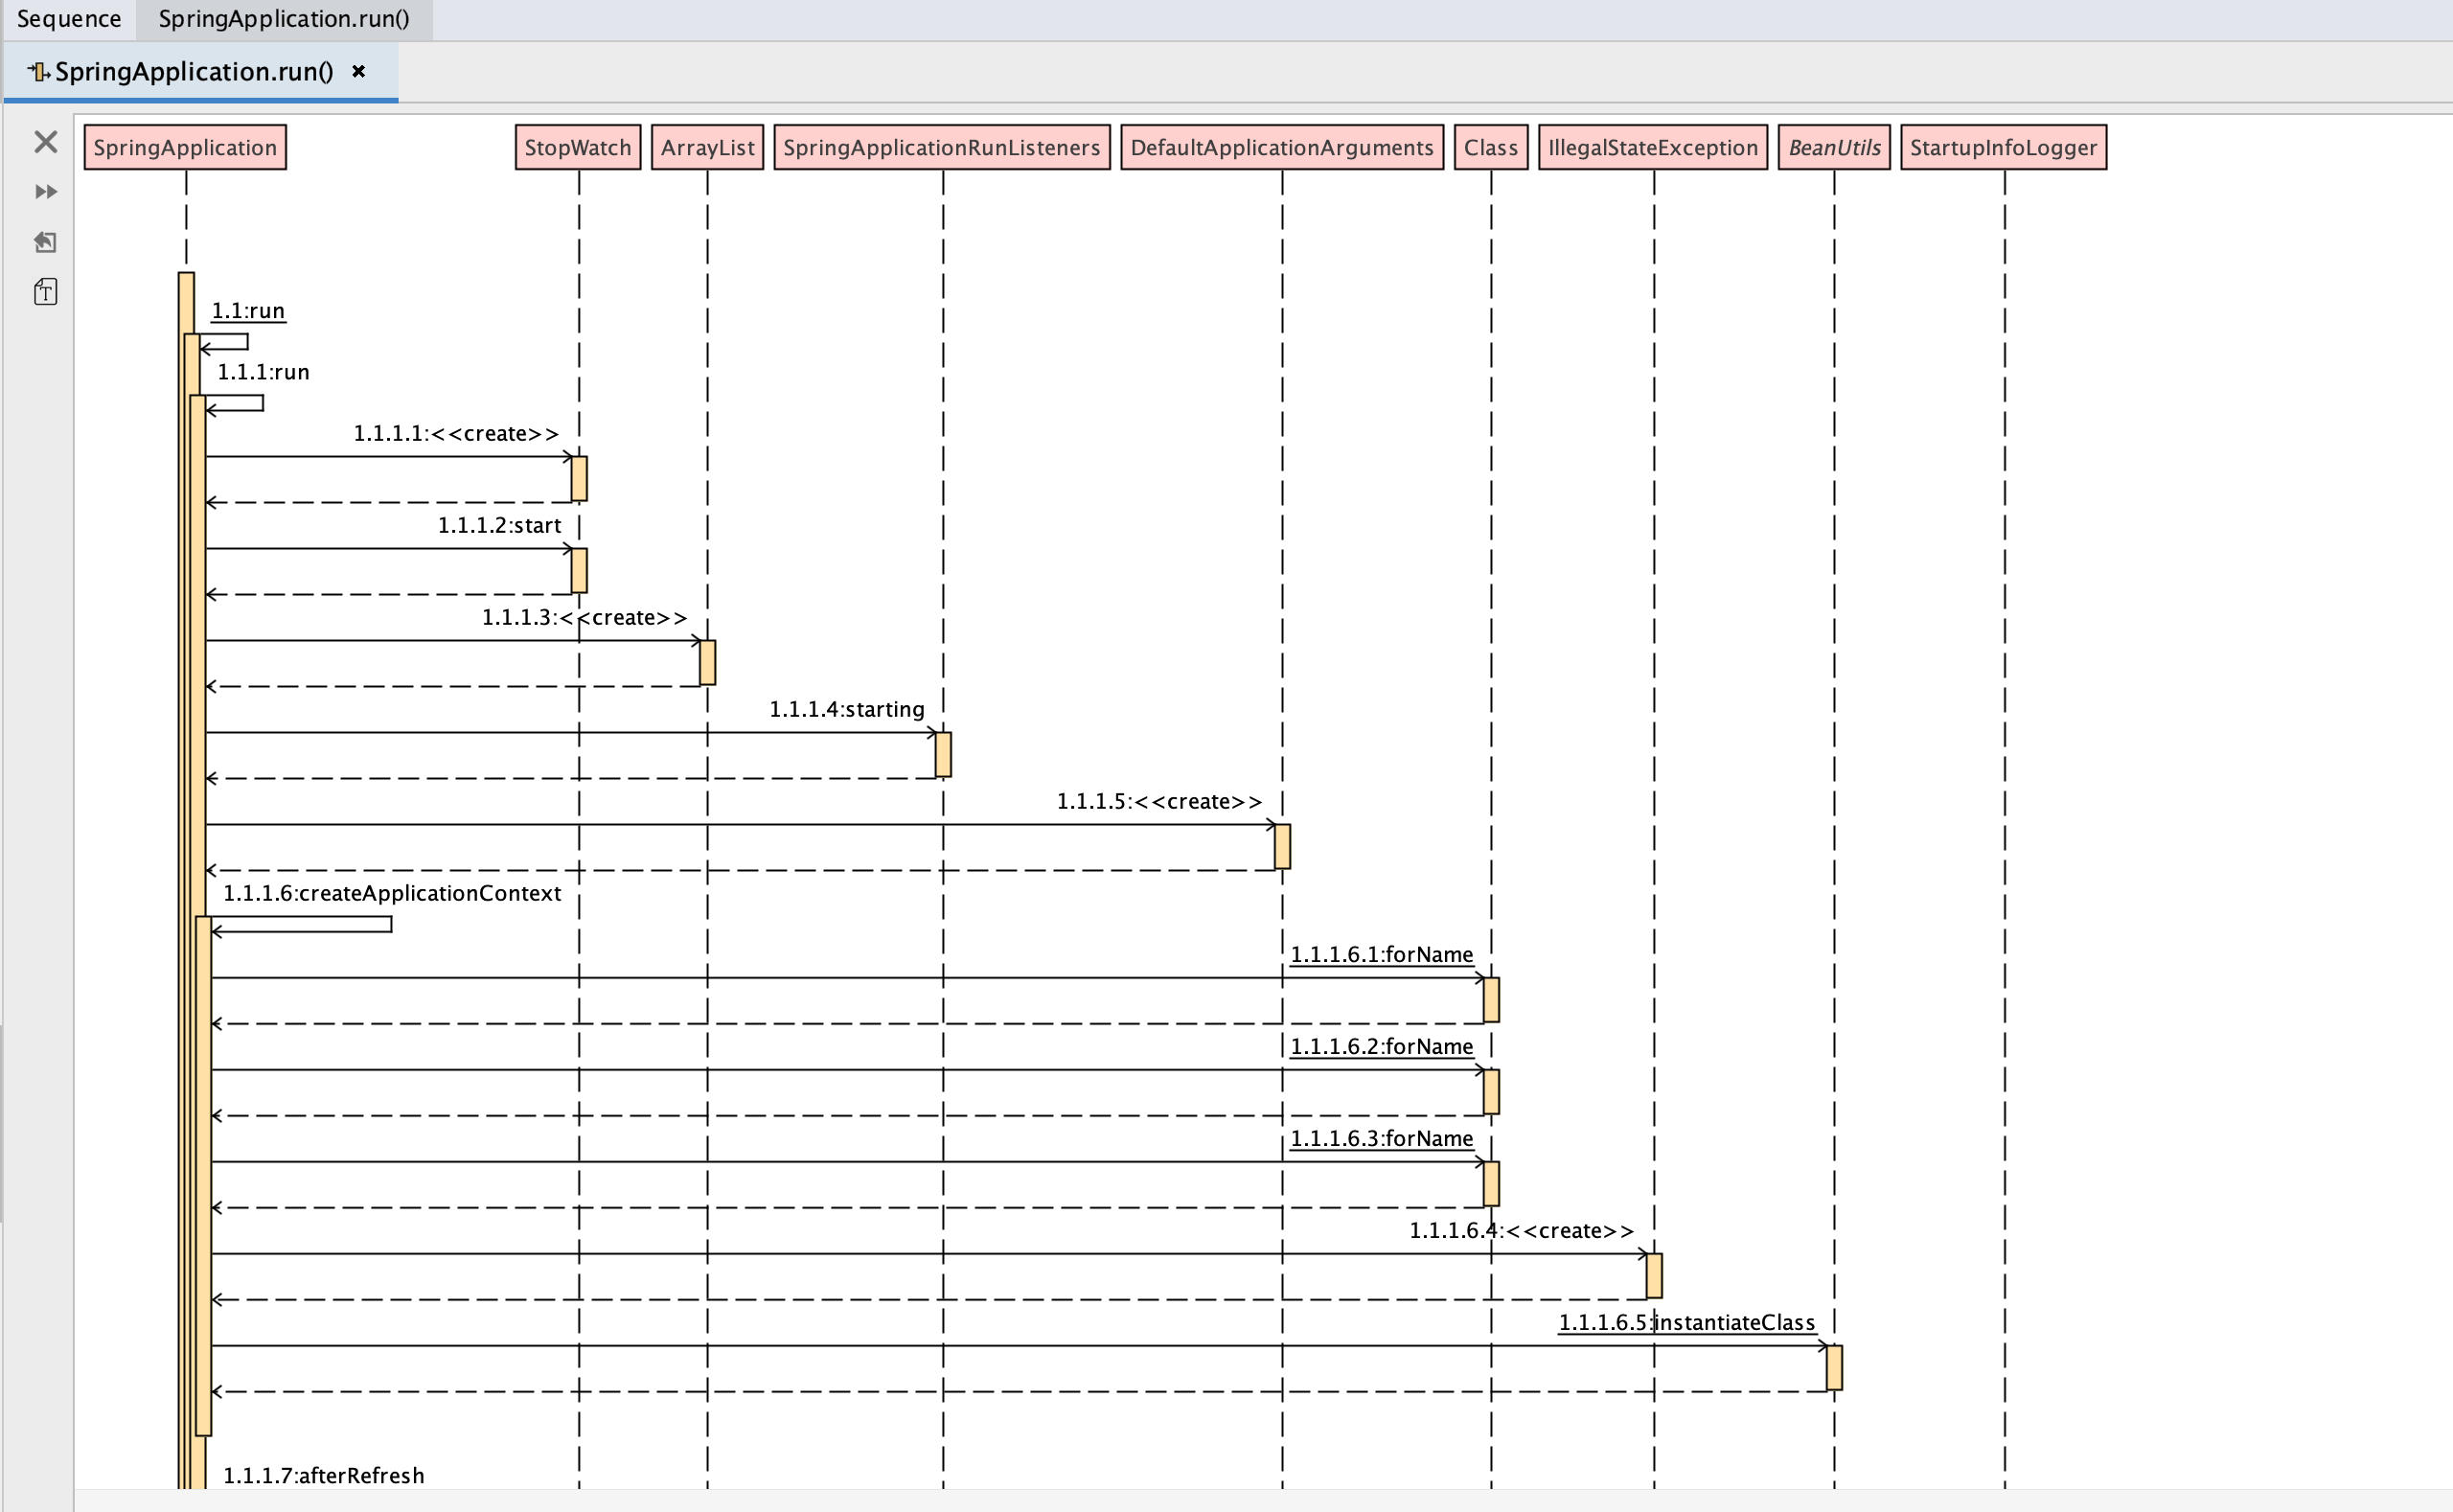 Sequence SpringApplication.run()
SpringApplication.run()
SpringApplication StopWatch ArrayList SpringApplicationRunListeners DefaultApplicationArguments Class IllegalStateException BeanUtils StartupInfoLogger
1.1:run
1.1.1:run
1.1.1.1:<<create>>
1.1.1.2:start
1.1.1.3:<<create>>
1.1.1.4:starting
1.1.1.5:<<create>>
1.1.1.6:createApplicationContext
1.1.1.6.1:forName
1.1.1.6.2:forName
1.1.1.6.3:forName
1.1.1.6.4:<<create>>
1.1.1.6.5:instantiateClass
1.1.1.7:afterRefresh